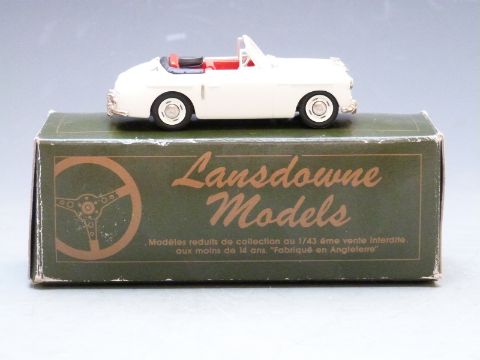 Lansdowne
Models
Modèles reduits de collection au 1/43 éme vente interdite
aux moins de 14 ans. "Fabriqué en Angleterre"